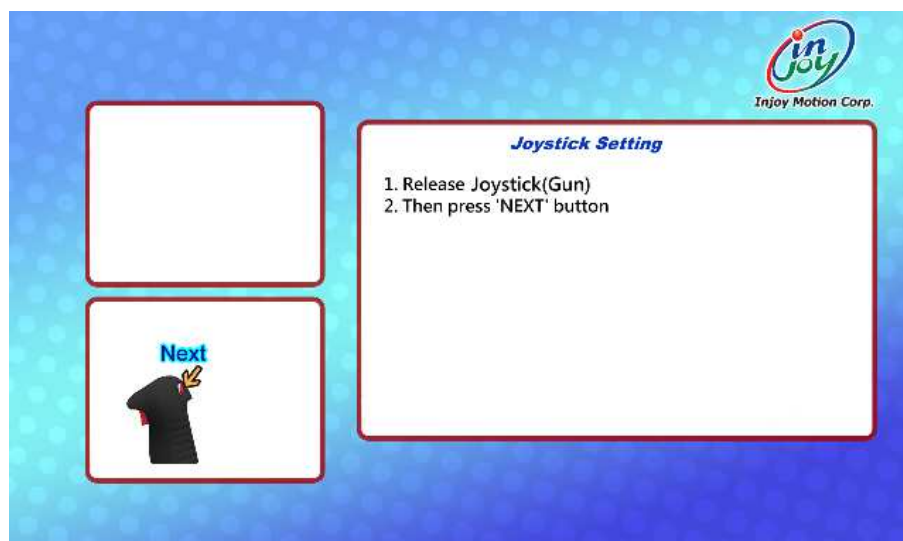 in
joy
Injoy Motion Corp.
Joystick Setting
1. Release Joystick(Gun)
2. Then press 'NEXT' button
Next